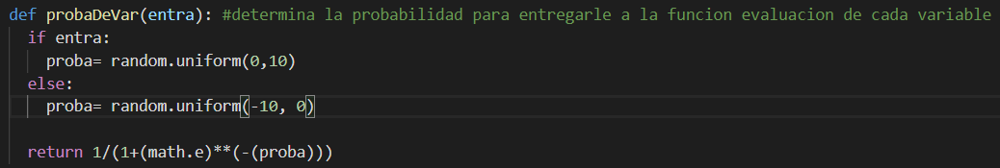 def probaDeVar(entra): #determina la probabilidad para entregarle a la funcion evaluacion de cada variable
if entra:
proba= random.uniform(0,10)
else:
proba= random.uniform(-10, 0)
return 1/(1+(math.e)**(-(proba)))